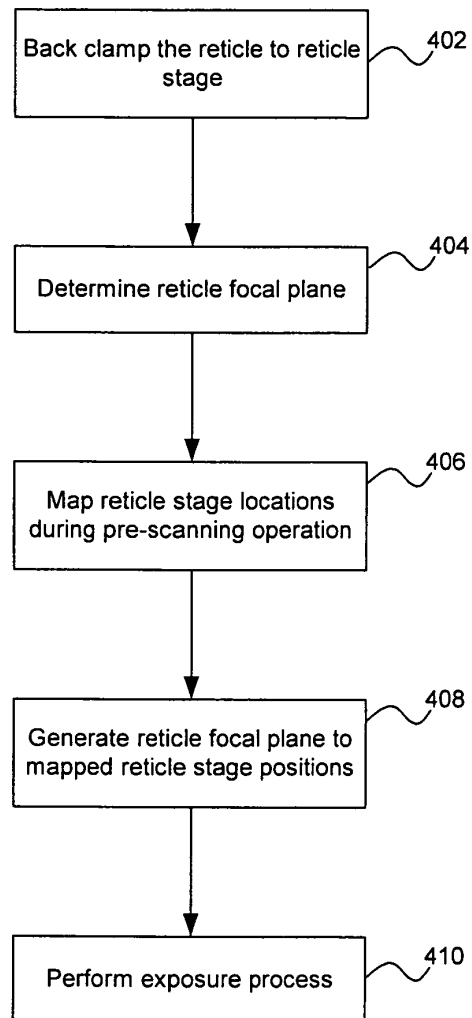 Back clamp the reticle to reticle
stage
402
Determine reticle focal plane
404
Map reticle stage locations
during pre-scanning operation
406
Generate reticle focal plane to
mapped reticle stage positions
408
Perform exposure process
410